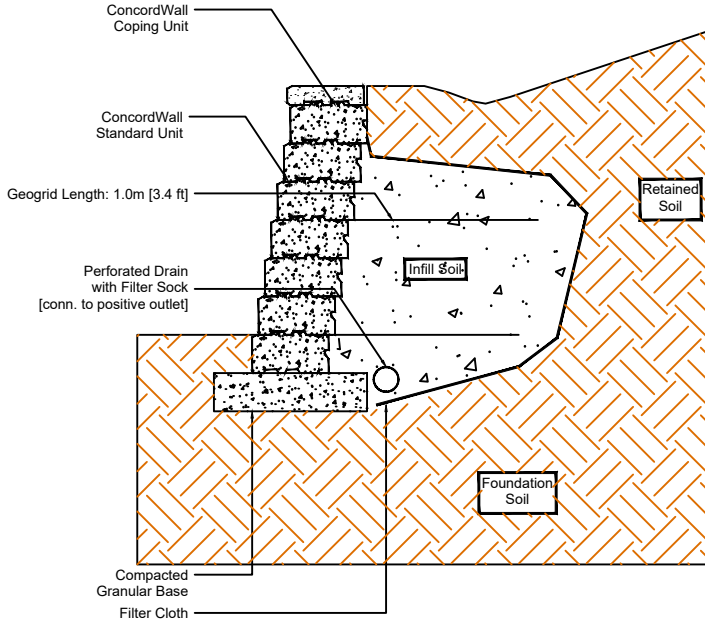 ConcordWall
Coping Unit
ConcordWall
Standard Unit
Geogrid Length: 1.0m [3.4 ft]
Retained
Soil
Perforated Drain
with Filter Sock
[conn. to positive outlet]
Infill Soil
Foundation
Soil
Compacted
Granular Base
Filter Cloth